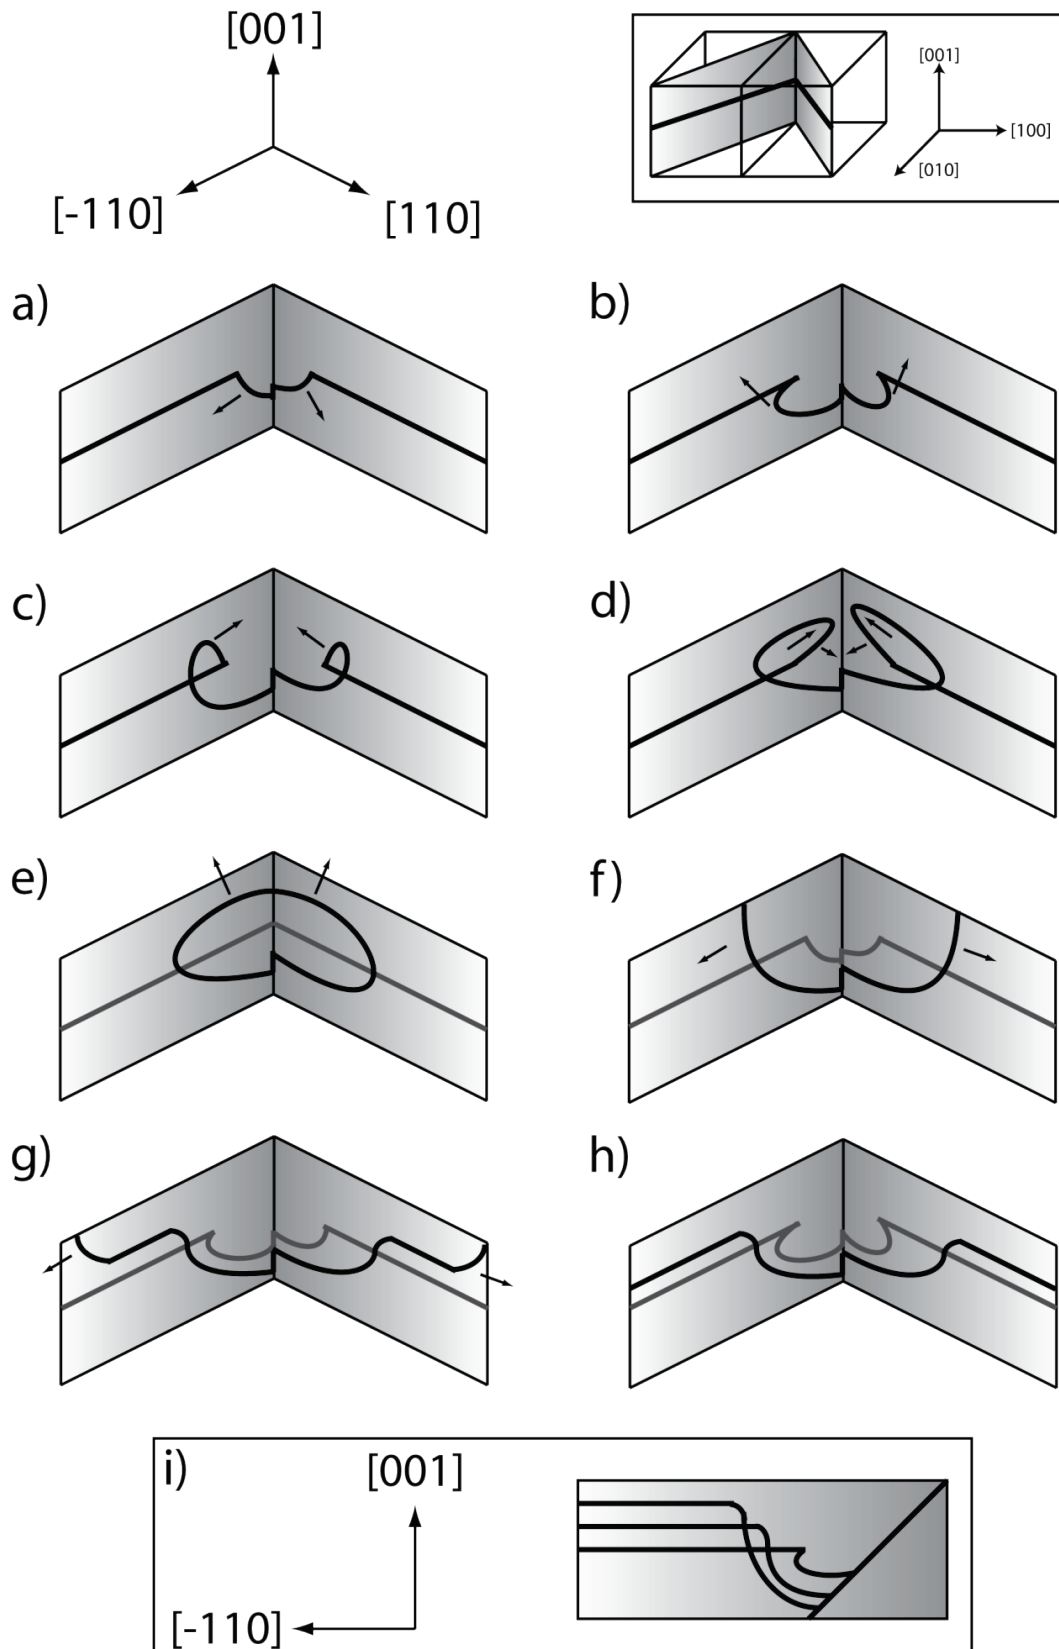 [001]
[-110]
[110]
[001]
[100]
[010]
a)
b)
c)
d)
e)
f)
g)
h)
i)
[001]
[-110]